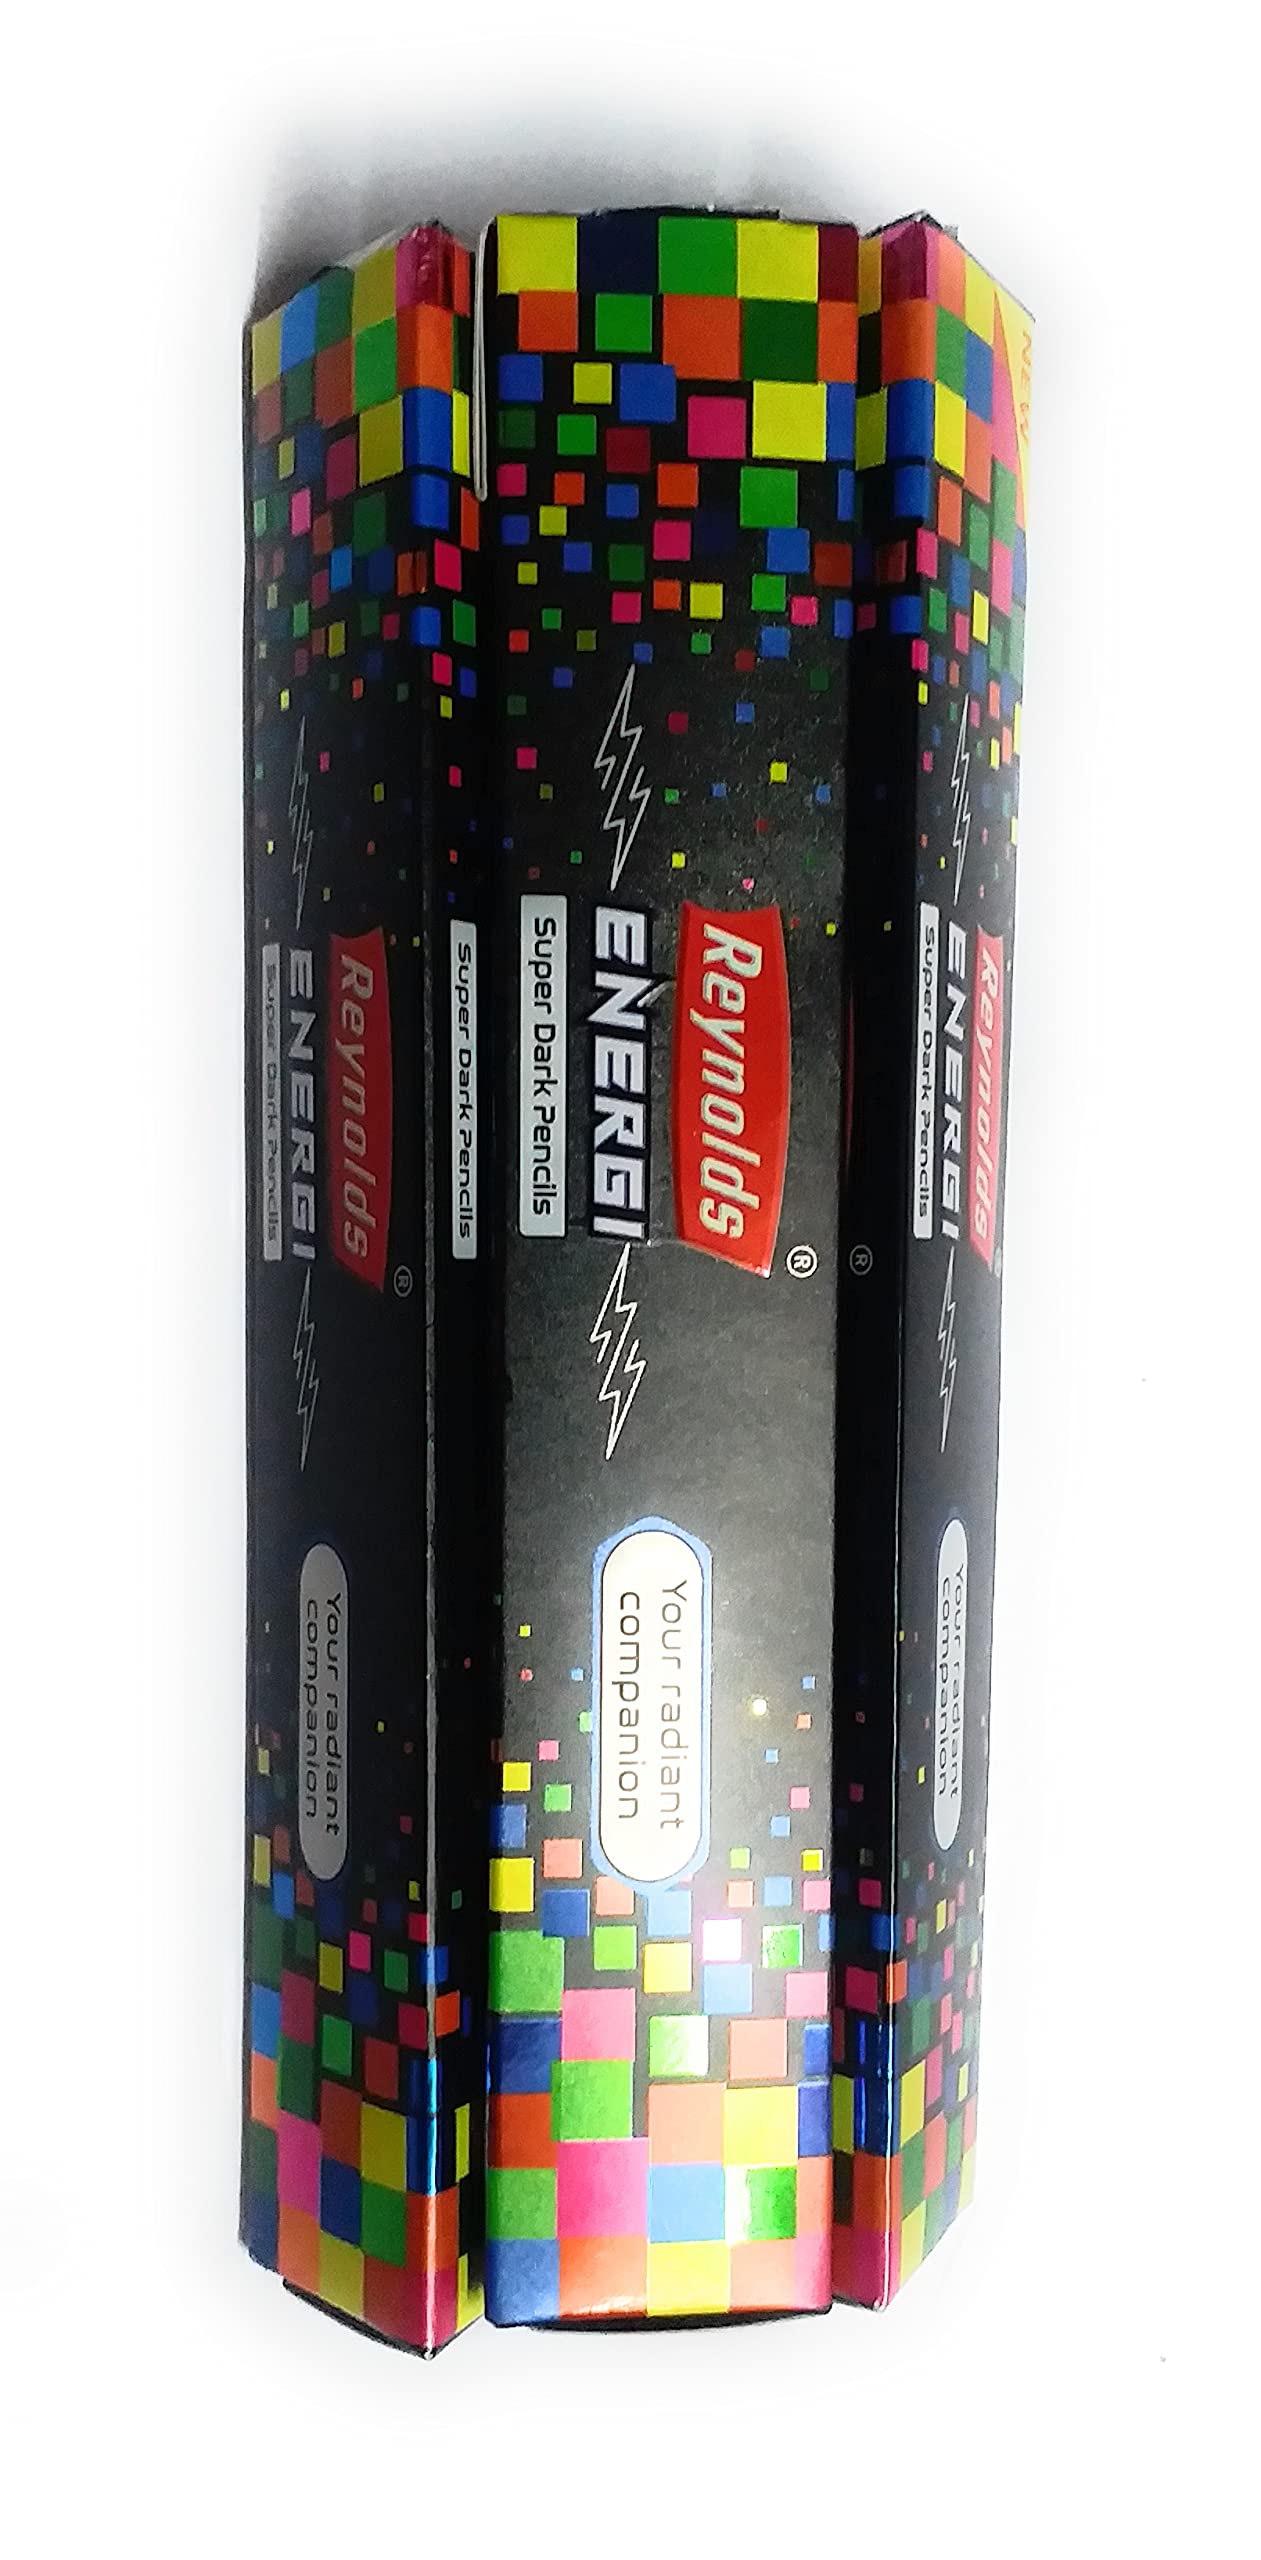 Reynolds®
ENERGI
Super Dark Pencils
Your radiant
companion
Super Dark Pencils
Reynolds®
ENERGI
Super Dark Pencils
Your radiant
companion
®
NEW
Reynolds®
ENERGI
Super Dark Pencils
Your radiant
companion